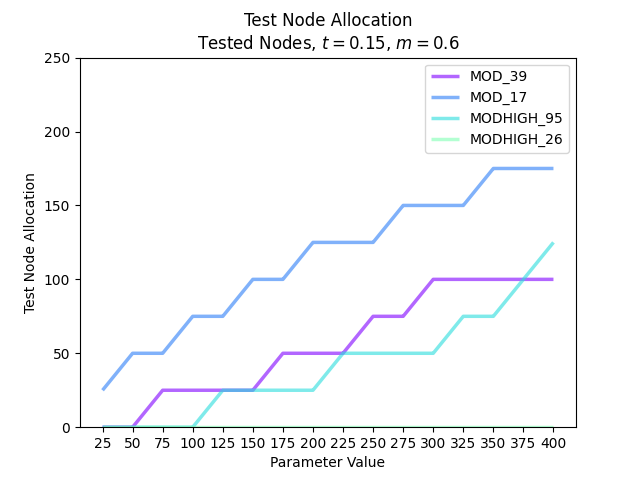 Test Node Allocation
Tested Nodes, t = 0.15, m = 0.6
MOD_39
MOD_17
MODHIGH_95
MODHIGH_26
Test Node Allocation
250
200
150
100
50
0
25 50 75 100 125 150 175 200 225 250 275 300 325 350 375 400
Parameter Value